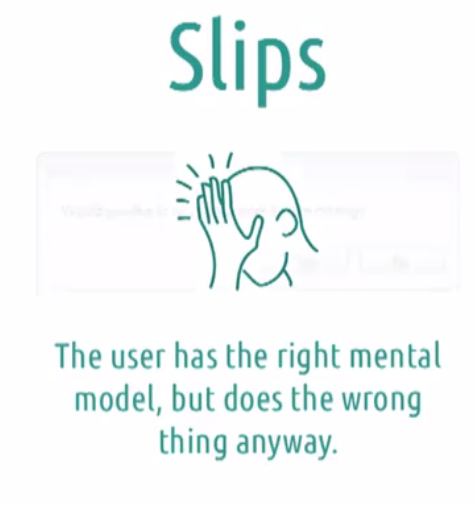 Slips
The user has the right mental
model, but does the wrong
thing anyway.